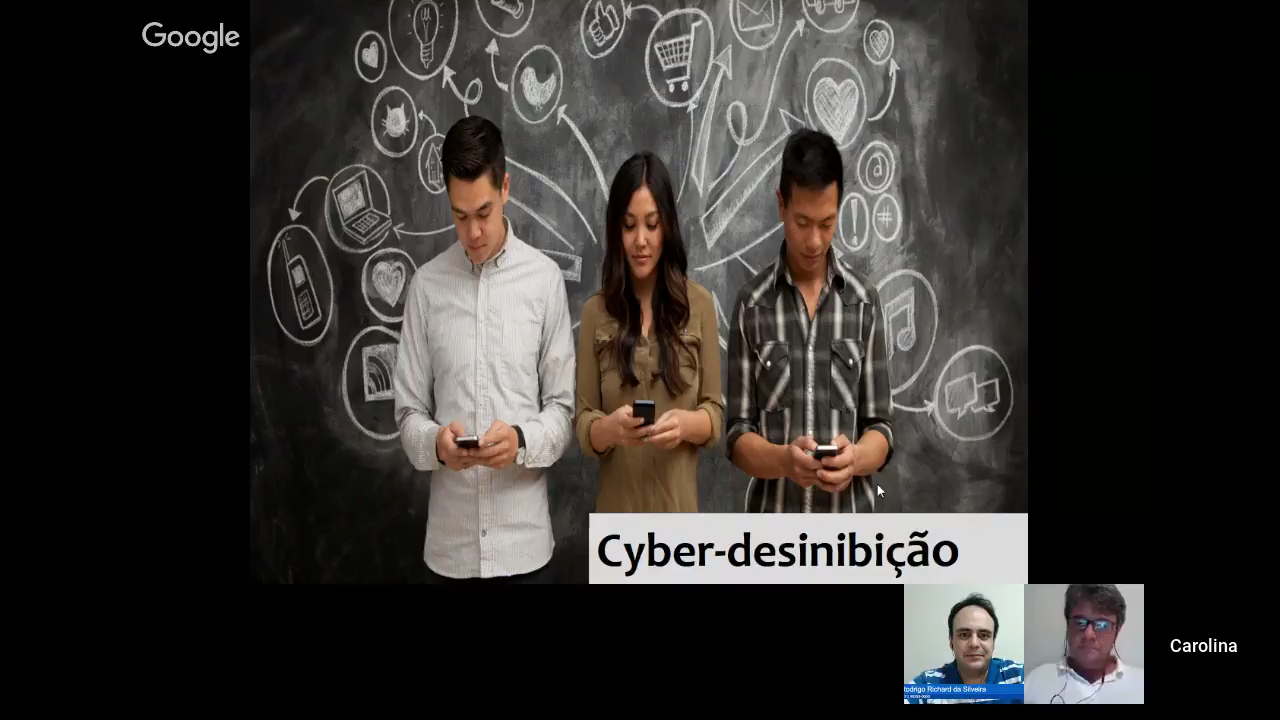 Google
@
!
#
Cyber-desinibição
Rodrigo Richard da Silveira
Carolina